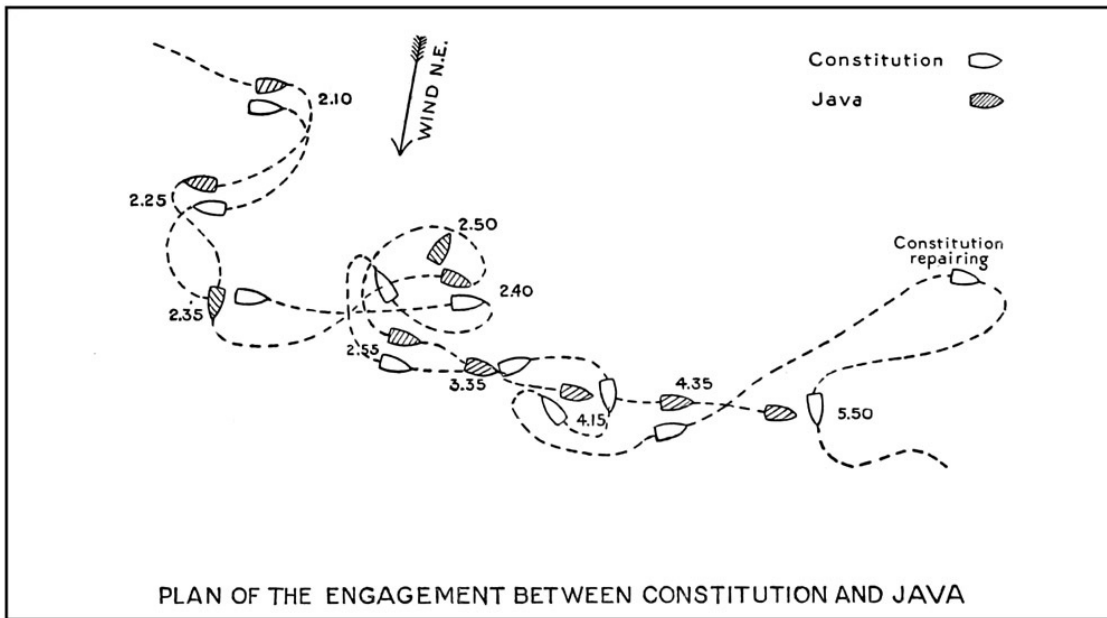 2.10
WIND N.E.
Constitution
Java
2.25
2.50
Constitution
repairing
2.35
2.40
2.55
3.35
4.35
4.15
5.50
PLAN OF THE ENGAGEMENT BETWEEN CONSTITUTION AND JAVA